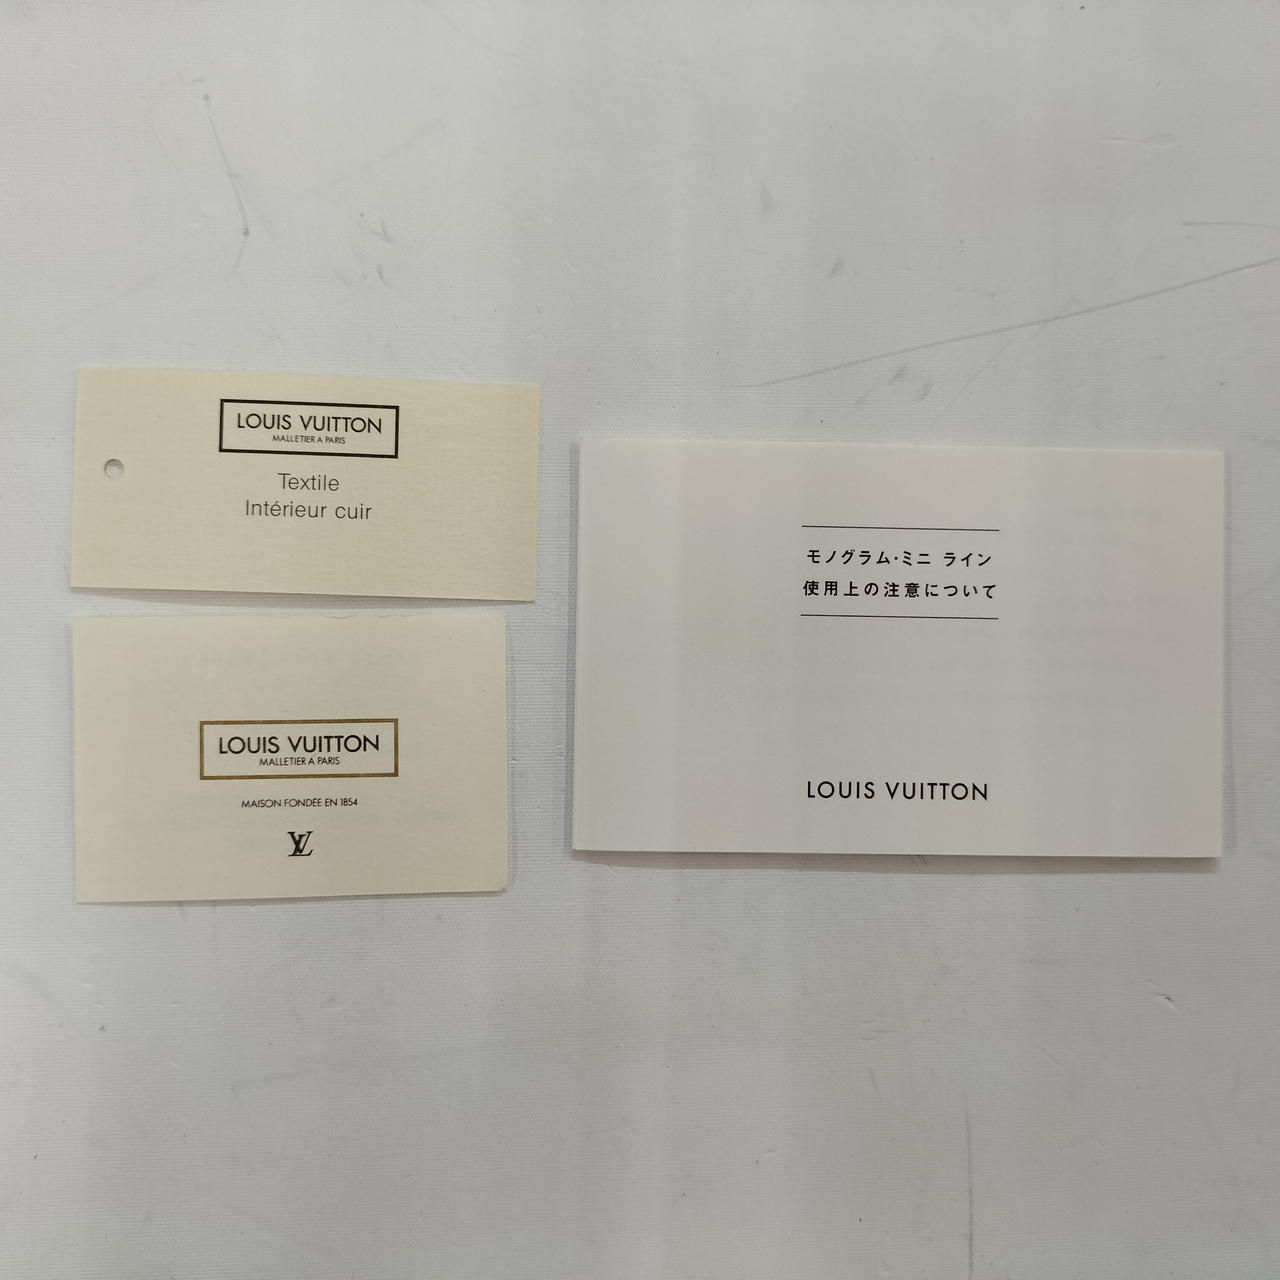 LOUIS VUITTON
MALLETIER A PARIS
Textile
Intérieur cuir
LOUIS VUITTON
MALLETIER A PARIS
MAISON FONDÉE EN 1854
LV
モノグラム・ミニ ライン
使用上の注意について
LOUIS VUITTON